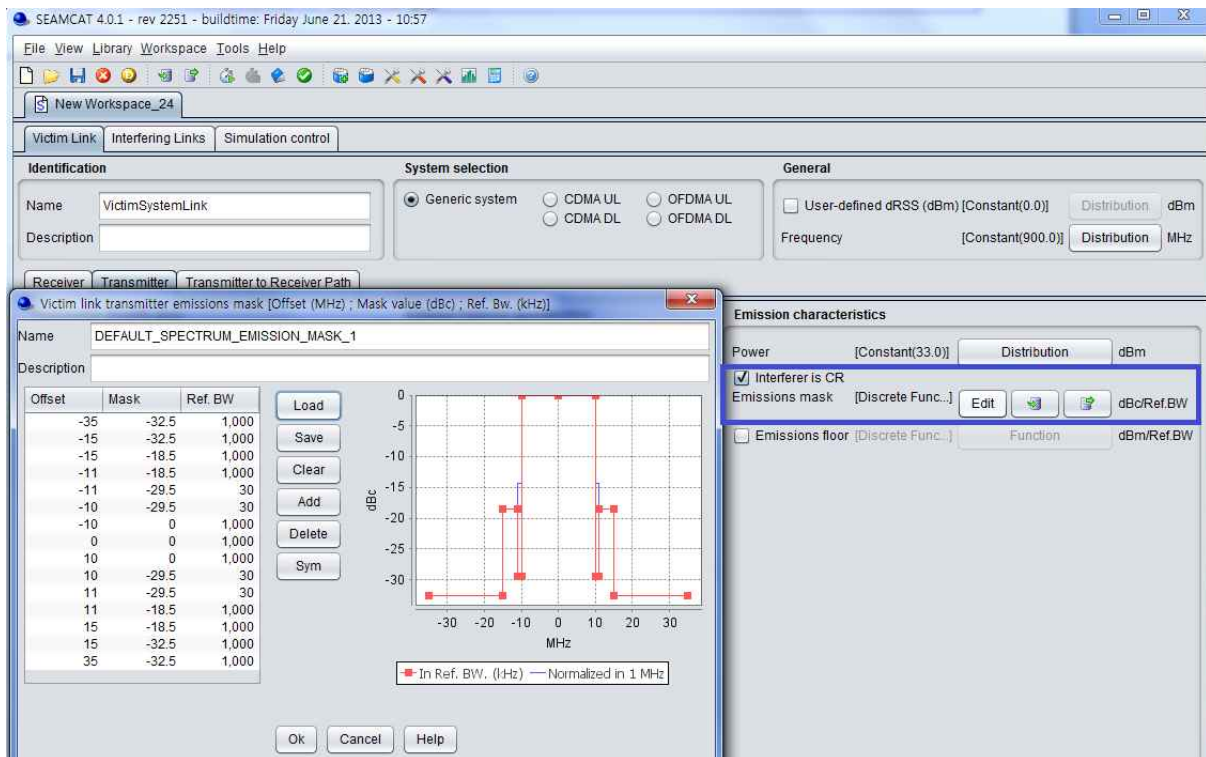 SEAMCAT 4.0.1 - rev 2251 - buildtime: Friday June 21. 2013 - 10:57
File View Library Workspace Tools Help
New Workspace_24
Victim Link Interfering Links Simulation control
Identification
Name VictimSystemLink
Description
System selection
Generic system CDMA UL OFDMA UL
CDMA DL OFDMA DL
General
User-defined dRSS (dBm) [Constant(0.0)] Distribution dBm
Frequency [Constant(900.0)] Distribution MHz
Receiver Transmitter Transmitter to Receiver Path
Victim link transmitter emissions mask [Offset (MHz) ; Mask value (dBc) ; Ref. Bw. (kHz)]
Name DEFAULT_SPECTRUM_EMISSION_MASK_1
Description
Offset Mask Ref. BW
-35 -32.5 1,000
-15 -32.5 1,000
-15 -18.5 1,000
-11 -18.5 1,000
-11 -29.5 30
-10 -29.5 30
-10 0 1,000
0 0 1,000
10 0 1,000
10 -29.5 30
11 -29.5 30
11 -18.5 1,000
15 -18.5 1,000
15 -32.5 1,000
35 -32.5 1,000
Load
Save
Clear
Add
Delete
Sym
dBc
0
-5
-10
-15
-20
-25
-30
-30 -20 -10 0 10 20 30
MHz
In Ref. BW. (kHz) Normalized in 1 MHz
Ok Cancel Help
Emission characteristics
Power [Constant(33.0)] Distribution dBm
Interferer is CR
Emissions mask [Discrete Func...] Edit dBc/Ref.BW
Emissions floor [Discrete Func...] Function dBm/Ref.BW